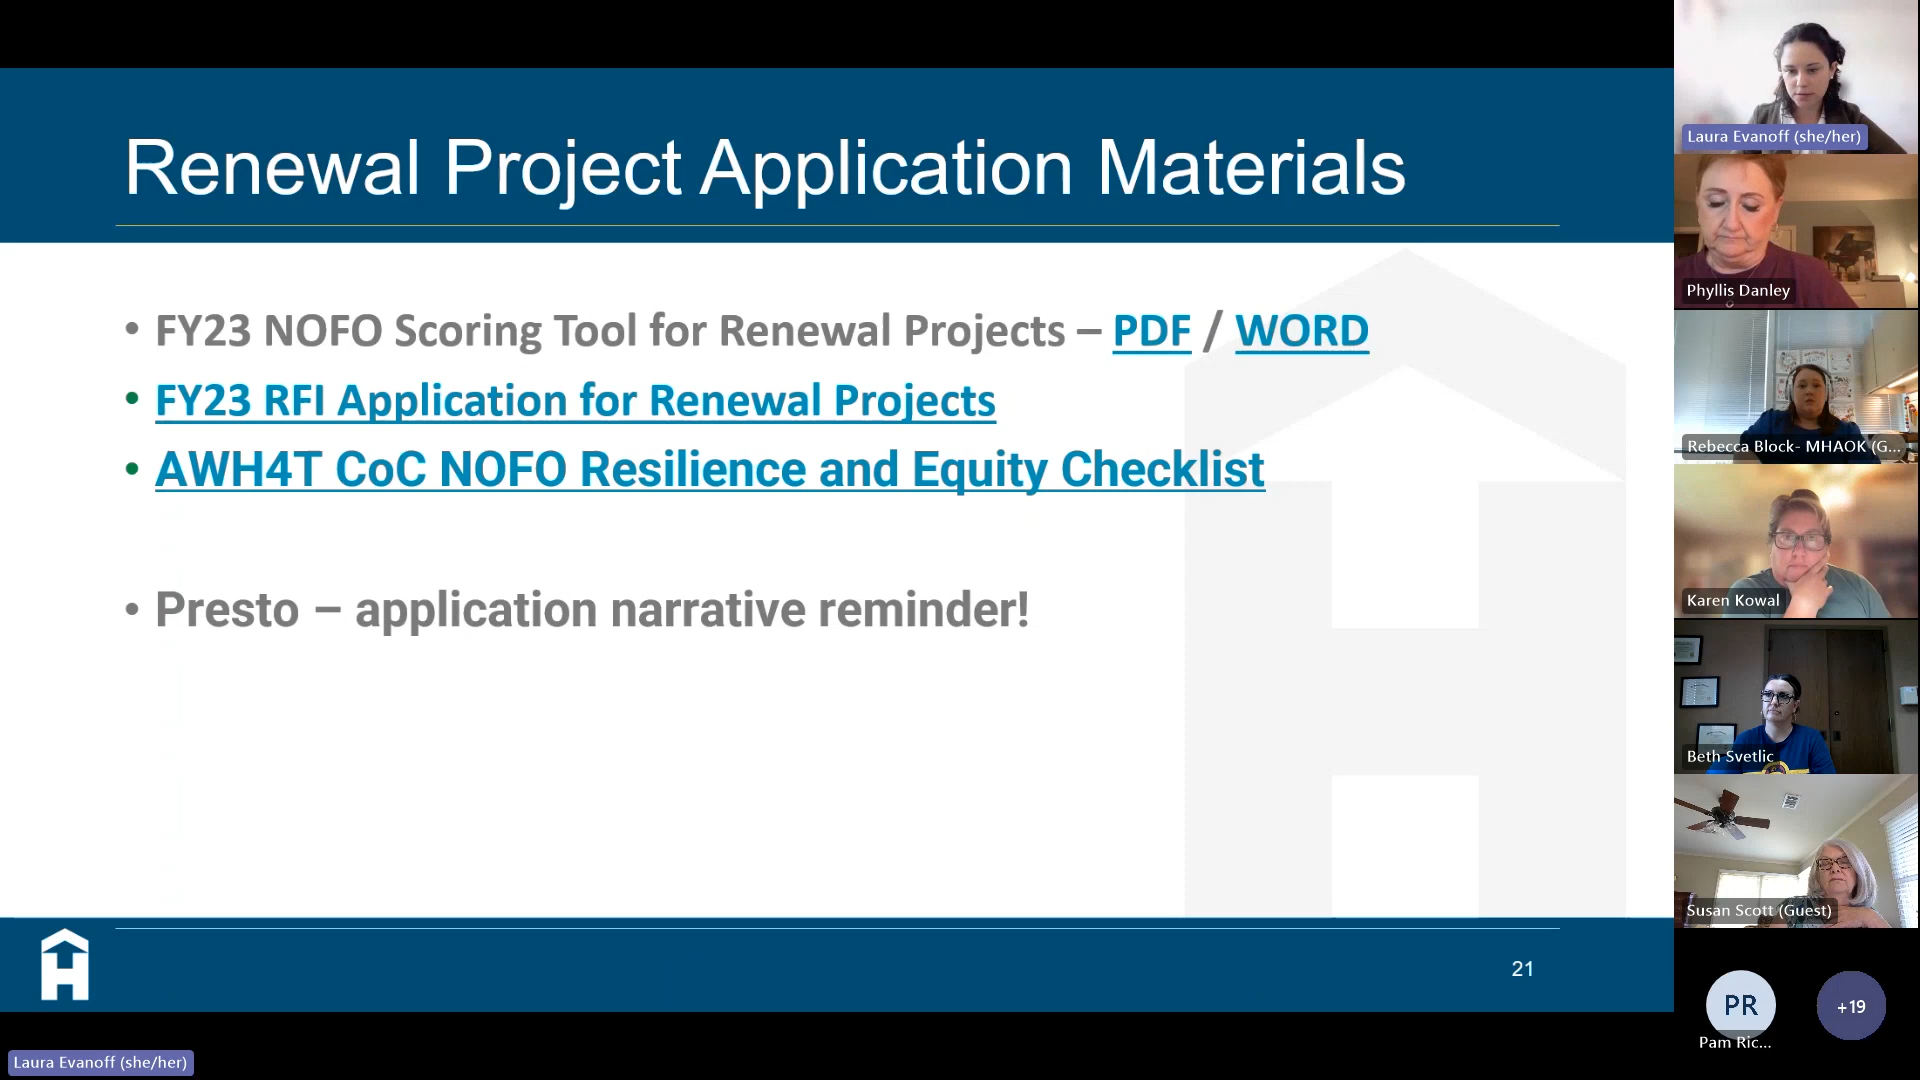 Renewal Project Application Materials
• FY23 NOFO Scoring Tool for Renewal Projects – PDF / WORD
• FY23 RFI Application for Renewal Projects
• AWH4T CoC NOFO Resilience and Equity Checklist
• Presto – application narrative reminder!
21
Laura Evanoff (she/her)
Laura Evanoff (she/her)
Phyllis Danley
Rebecca Block- MHAOK (G...
Karen Kowal
Beth Svetlic
Susan Scott (Guest)
PR
Pam Ric...
+19